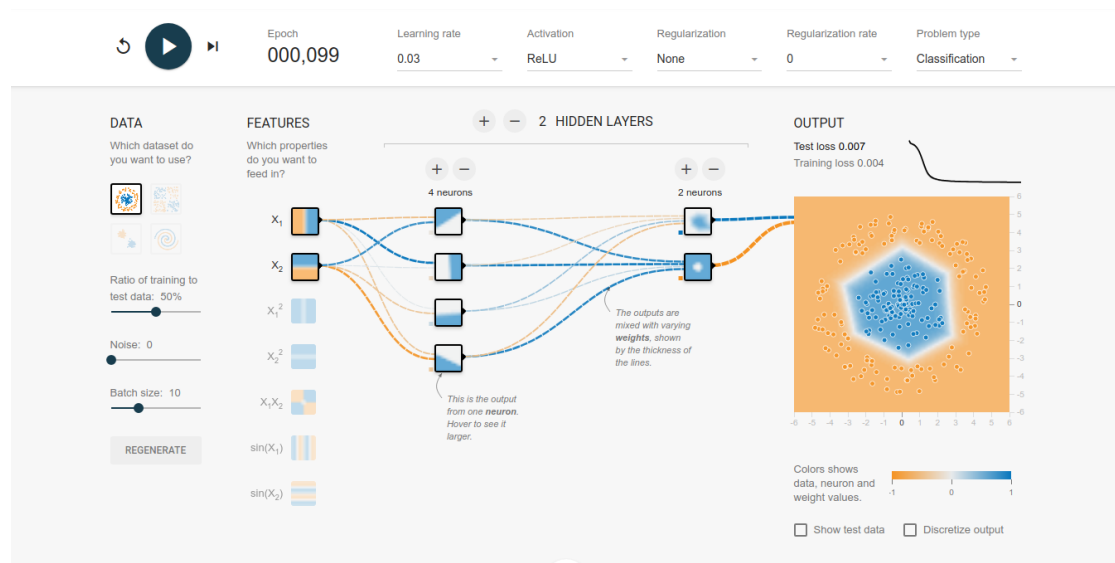 Epoch
000,099
Learning rate
0.03
Activation
ReLU
Regularization
None
Regularization rate
0
Problem type
Classification
DATA
Which dataset do
you want to use?
Ratio of training to
test data: 50%
Noise: 0
Batch size: 10
REGENERATE
FEATURES
Which properties
do you want to
feed in?
X₁
X₂
X₁²
X₂²
X₁X₂
sin(X₁)
sin(X₂)
+ − 2 HIDDEN LAYERS
+ −
4 neurons
+ −
2 neurons
This is the output
from one neuron.
Hover to see it
larger.
The outputs are
mixed with varying
weights, shown
by the thickness of
the lines.
OUTPUT
Test loss 0.007
Training loss 0.004
6
5
4
3
2
1
0
-1
-2
-3
-4
-5
-6
-6 -5 -4 -3 -2 -1 0 1 2 3 4 5 6
Colors shows
data, neuron and
weight values.
-1 0 1
Show test data
Discretize output